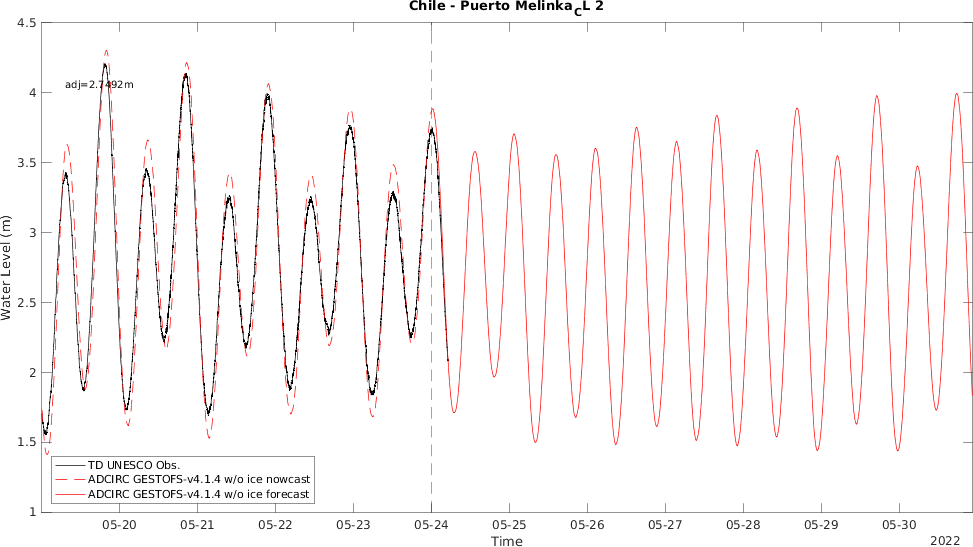 Chile - Puerto Melinka_CL 2
4.5
4
3.5
3
2.5
2
1.5
1
Water Level (m)
adj=2.7492m
TD UNESCO Obs.
ADCIRC GESTOFS-v4.1.4 w/o ice nowcast
ADCIRC GESTOFS-v4.1.4 w/o ice forecast
05-20 05-21 05-22 05-23 05-24 05-25 05-26 05-27 05-28 05-29 05-30
Time
2022